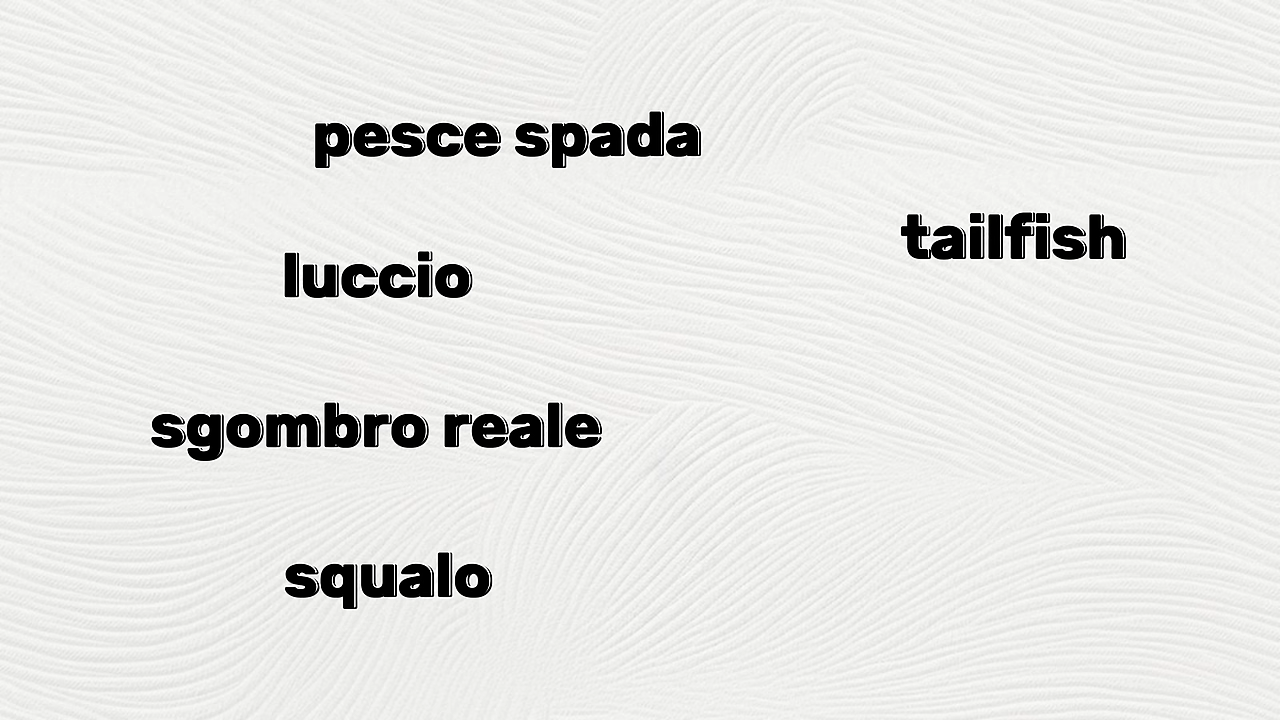 pesce spada
tailfish
luccio
sgombro reale
squalo